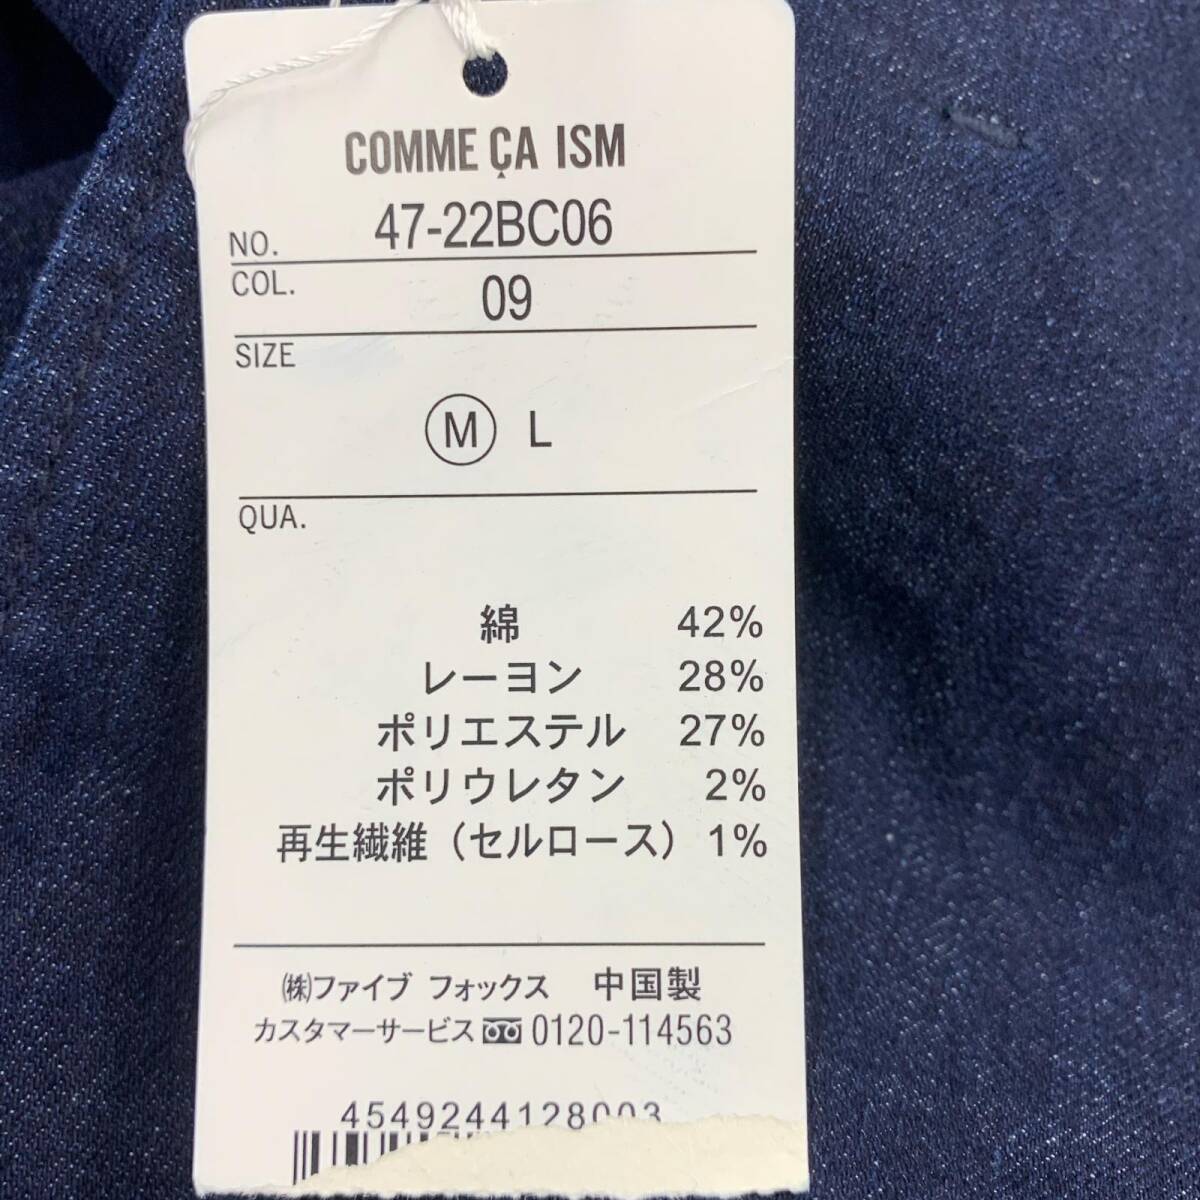 COMME ÇA ISM
NO. 47-22BC06
COL. 09
SIZE
M L
QUA.
綿 42%
レーヨン 28%
ポリエステル 27%
ポリウレタン 2%
再生繊維（セルロース） 1%
㈱ファイブ フォックス 中国製
カスタマーサービス 0120-114563
4549244128003